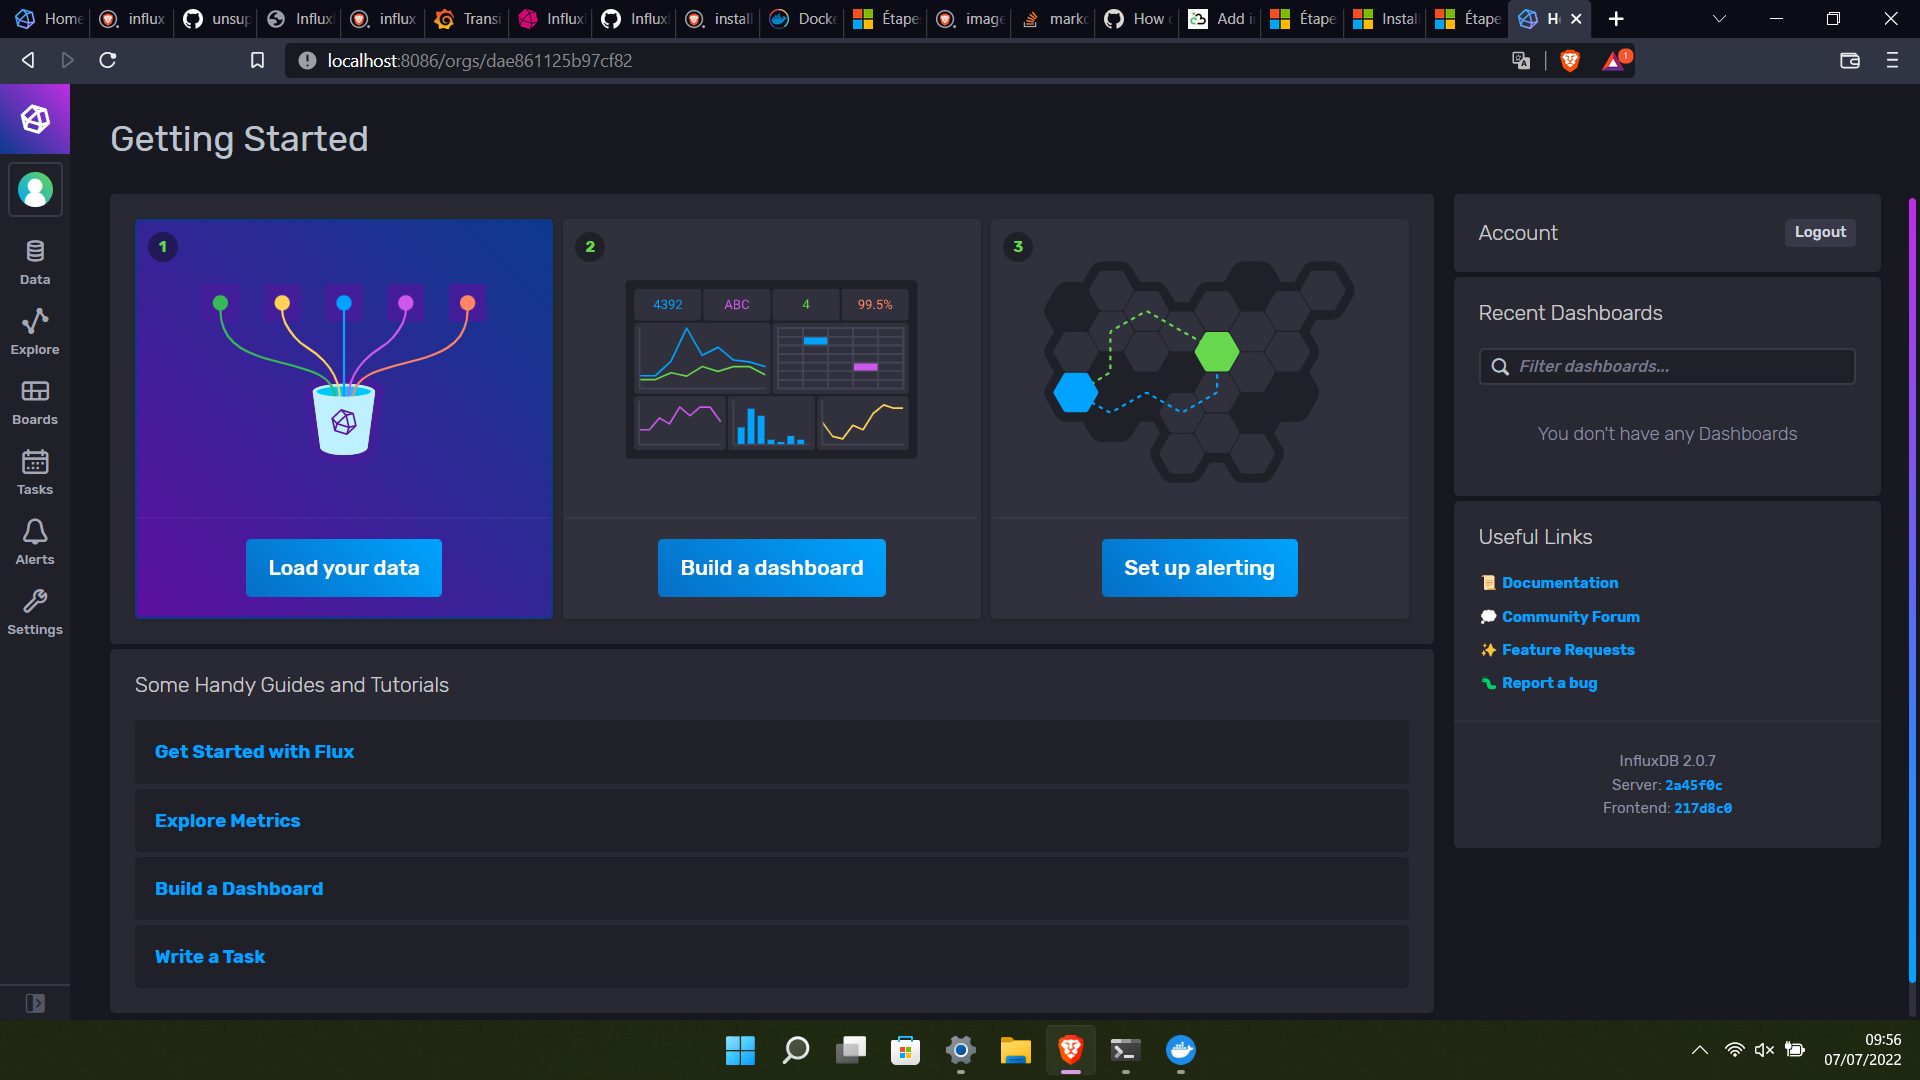 Home
influx
unsup
Influx
influx
Transi
Influx
Influx
install
Docke
Étape
image
marko
How
Add i
Étape
Install
Étape
localhost:8086/orgs/dae861125b97cf82
1
Getting Started
Data
Explore
Boards
Tasks
Alerts
Settings
1
Load your data
2
4392 ABC 4 99.5%
Build a dashboard
3
Set up alerting
Some Handy Guides and Tutorials
Get Started with Flux
Explore Metrics
Build a Dashboard
Write a Task
Account
Logout
Recent Dashboards
Filter dashboards...
You don't have any Dashboards
Useful Links
Documentation
Community Forum
Feature Requests
Report a bug
InfluxDB 2.0.7
Server: 2a45f0c
Frontend: 217d8c0
09:56
07/07/2022